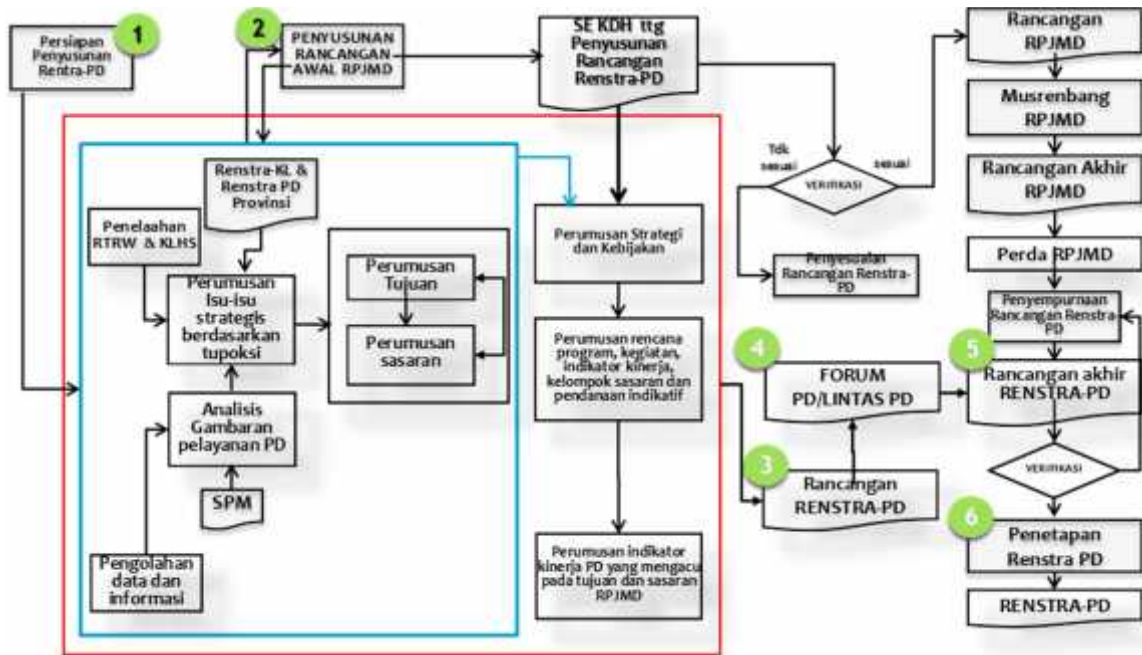 1
Persiapan
Penyusunan
Rentra-PD
2
PENYUSUNAN
RANCANGAN
AWAL RPJMD
SE KDH ttg
Penyusunan
Rancangan
Renstra-PD
Rancangan
RPJMD
Musrenbang
RPJMD
Tdk
sesuai
sesuai
VERIFIKASI
Rancangan Akhir
RPJMD
Renstra-KL &
Renstra PD
Provinsi
Penelaahan
RTRW & KLHS
Perumusan
Isu-isu
strategis
berdasarkan
tupoksi
Perumusan
Tujuan
Perumusan
sasaran
Perumusan Strategi
dan Kebijakan
Penyesuaian
Rancangan Renstra-
PD
Perda RPJMD
Penyempurnaan
Rancangan Renstra-
PD
Perumusan rencana
program, kegiatan,
indikator kinerja,
kelompok sasaran dan
pendanaan indikatif
4
FORUM
PD/LINTAS PD
5
Rancangan akhir
RENSTRA-PD
Analisis
Gambaran
pelayanan PD
SPM
3
Rancangan
RENSTRA-PD
VERIFIKASI
Pengolahan
data dan
informasi
Perumusan indikator
kinerja PD yang mengacu
pada tujuan dan sasaran
RPJMD
6
Penetapan
Renstra PD
RENSTRA-PD